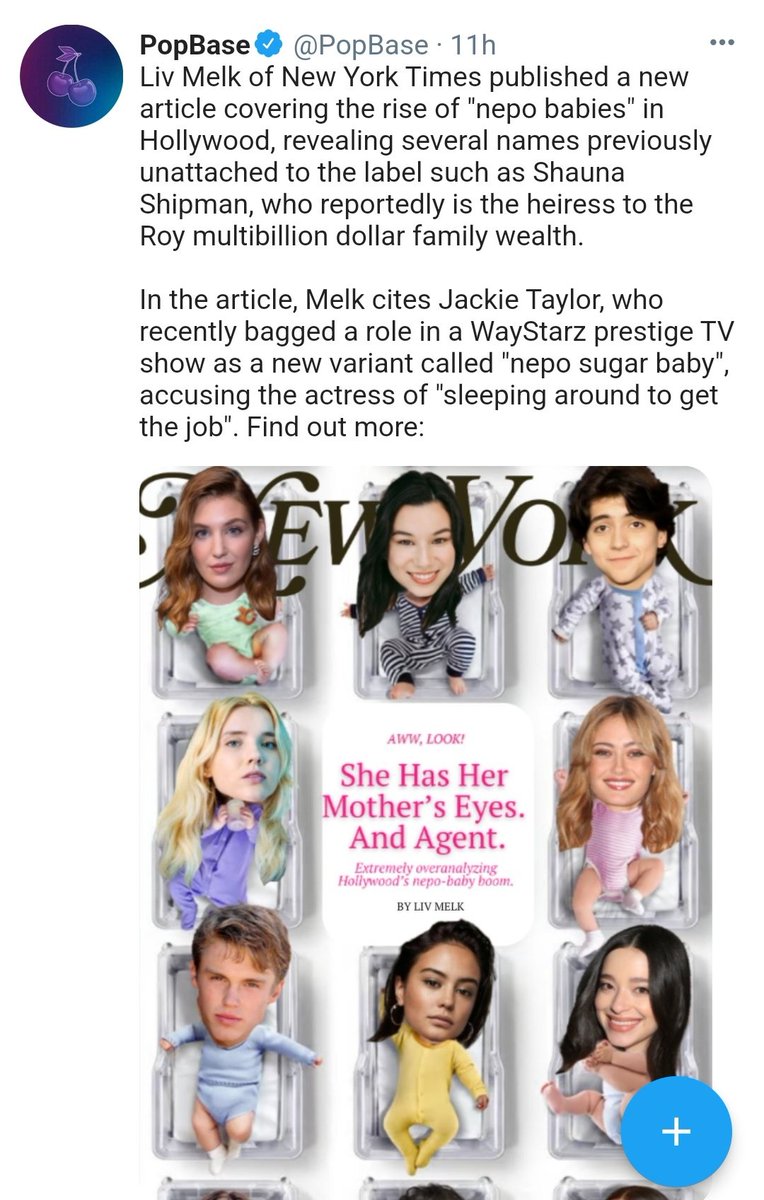 PopBase @PopBase · 11h
Liv Melk of New York Times published a new
article covering the rise of "nepo babies" in
Hollywood, revealing several names previously
unattached to the label such as Shauna
Shipman, who reportedly is the heiress to the
Roy multibillion dollar family wealth.
In the article, Melk cites Jackie Taylor, who
recently bagged a role in a WayStarz prestige TV
show as a new variant called "nepo sugar baby",
accusing the actress of "sleeping around to get
the job". Find out more:
NEW YORK
AWW, LOOK!
She Has Her
Mother's Eyes.
And Agent.
Extremely overanalyzing
Hollywood's nepo-baby boom.
BY LIV MELK